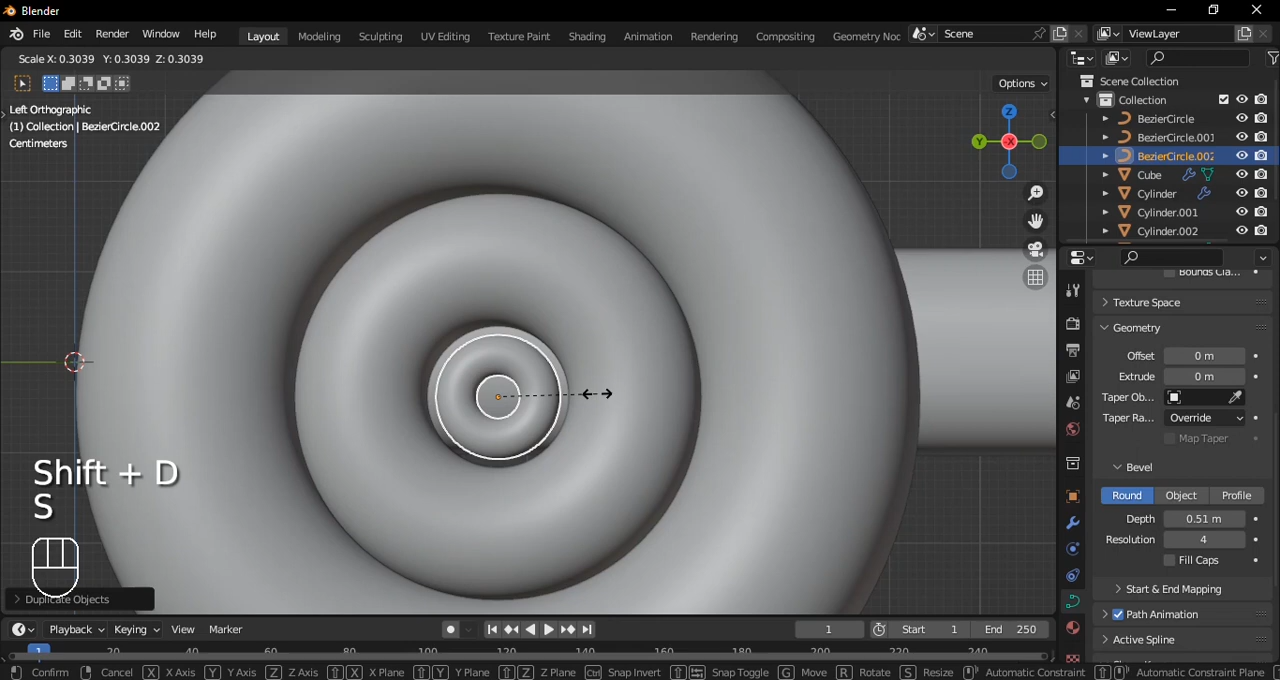 Blender
File Edit Render Window Help Layout Modeling Sculpting UV Editing Texture Paint Shading Animation Rendering Compositing Geometry Noc Scene ViewLayer
Scale X: 0.3039 Y: 0.3039 Z: 0.3039
Options
Left Orthographic
(1) Collection | BezierCircle.002
Centimeters
Z
Y
X
Scene Collection
Collection
BezierCircle
BezierCircle.001
BezierCircle.002
Cube
Cylinder
Cylinder.001
Cylinder.002
Bounds Cla...
Texture Space
Geometry
Offset 0 m
Extrude 0 m
Taper Ob...
Taper Ra... Override
Map Taper
Bevel
Round Object Profile
Depth 0.51 m
Resolution 4
Fill Caps
Start & End Mapping
Path Animation
Active Spline
Shift + D
S
Duplicate Objects
Playback Keying View Marker 1 Start 1 End 250
1 20 40 60 80 100 120 140 160 180 200 220 240
Confirm Cancel X X Axis Y Y Axis Z Z Axis X X Plane Y Y Plane Z Z Plane Ctrl Snap Invert Snap Toggle G Move R Rotate S Resize Automatic Constraint Automatic Constraint Plane